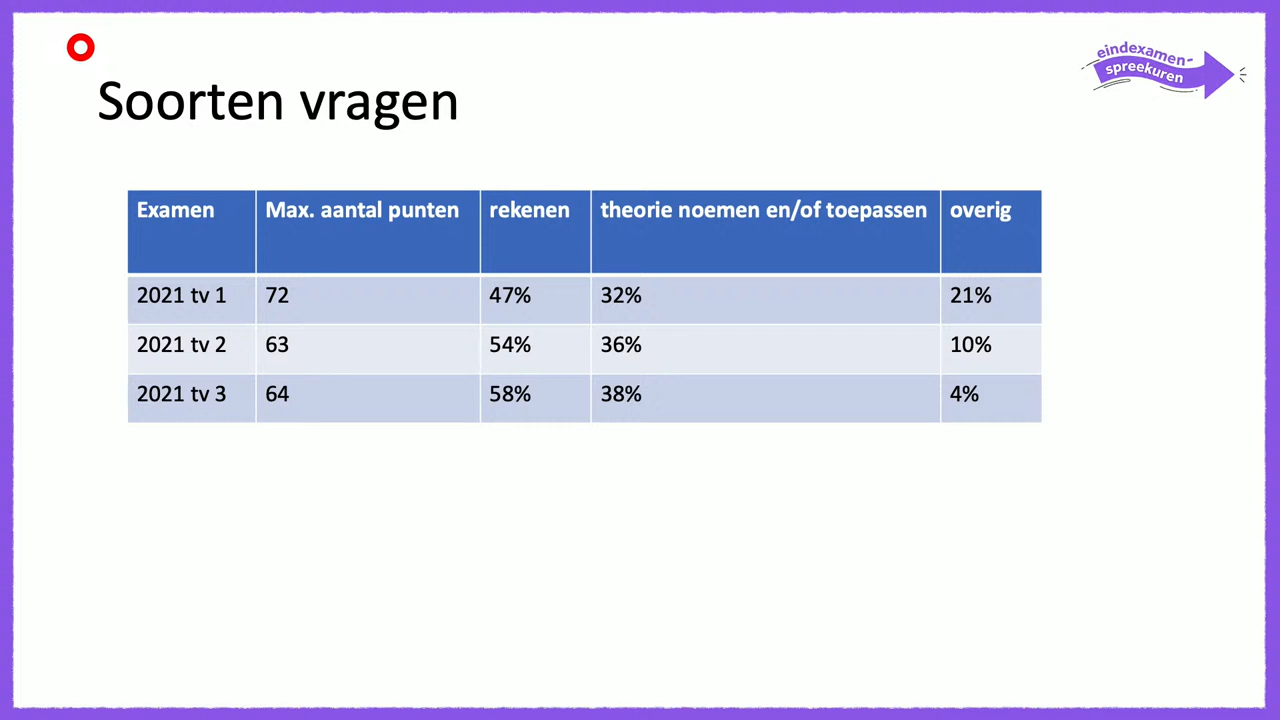 eindexamen-
spreekuren
Soorten vragen
Examen Max. aantal punten rekenen theorie noemen en/of toepassen overig
2021 tv 1 72 47% 32% 21%
2021 tv 2 63 54% 36% 10%
2021 tv 3 64 58% 38% 4%